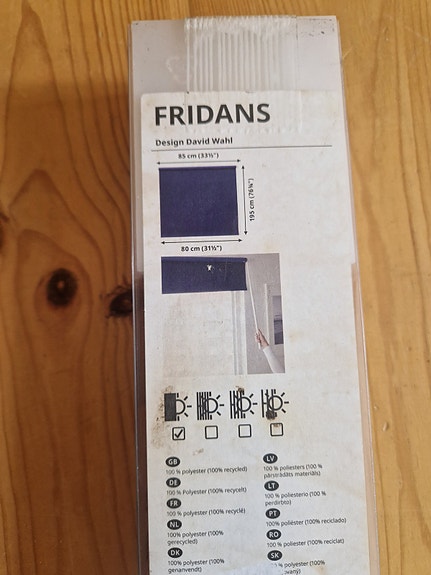 FRIDANS
Design David Wahl
85 cm (33½")
195 cm (76¾")
80 cm (31½")
GB
100 % polyester (100% recycled)
DE
100 % Polyester (100% recycelt)
FR
100 % polyester (100% recyclé)
NL
100% polyester (100%
gerecycled)
DK
100% polyester (100%
genanvendt)
LV
100% poliesters (100 %
pārstrādāts materiāls)
LT
100% poliesterio (100 %
perdirbto)
PT
100% poliéster (100% reciclado)
RO
100% poliester (100% reciclat)
SK